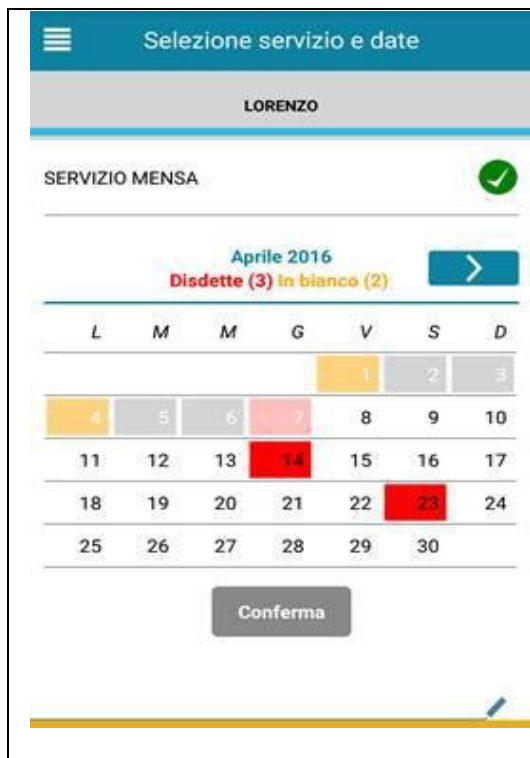 Selezione servizio e date
LORENZO
SERVIZIO MENSA
Aprile 2016
Disdette (3) In bianco (2)
L M M G V S D
1 2 3
4 5 6 7 8 9 10
11 12 13 14 15 16 17
18 19 20 21 22 23 24
25 26 27 28 29 30
Conferma